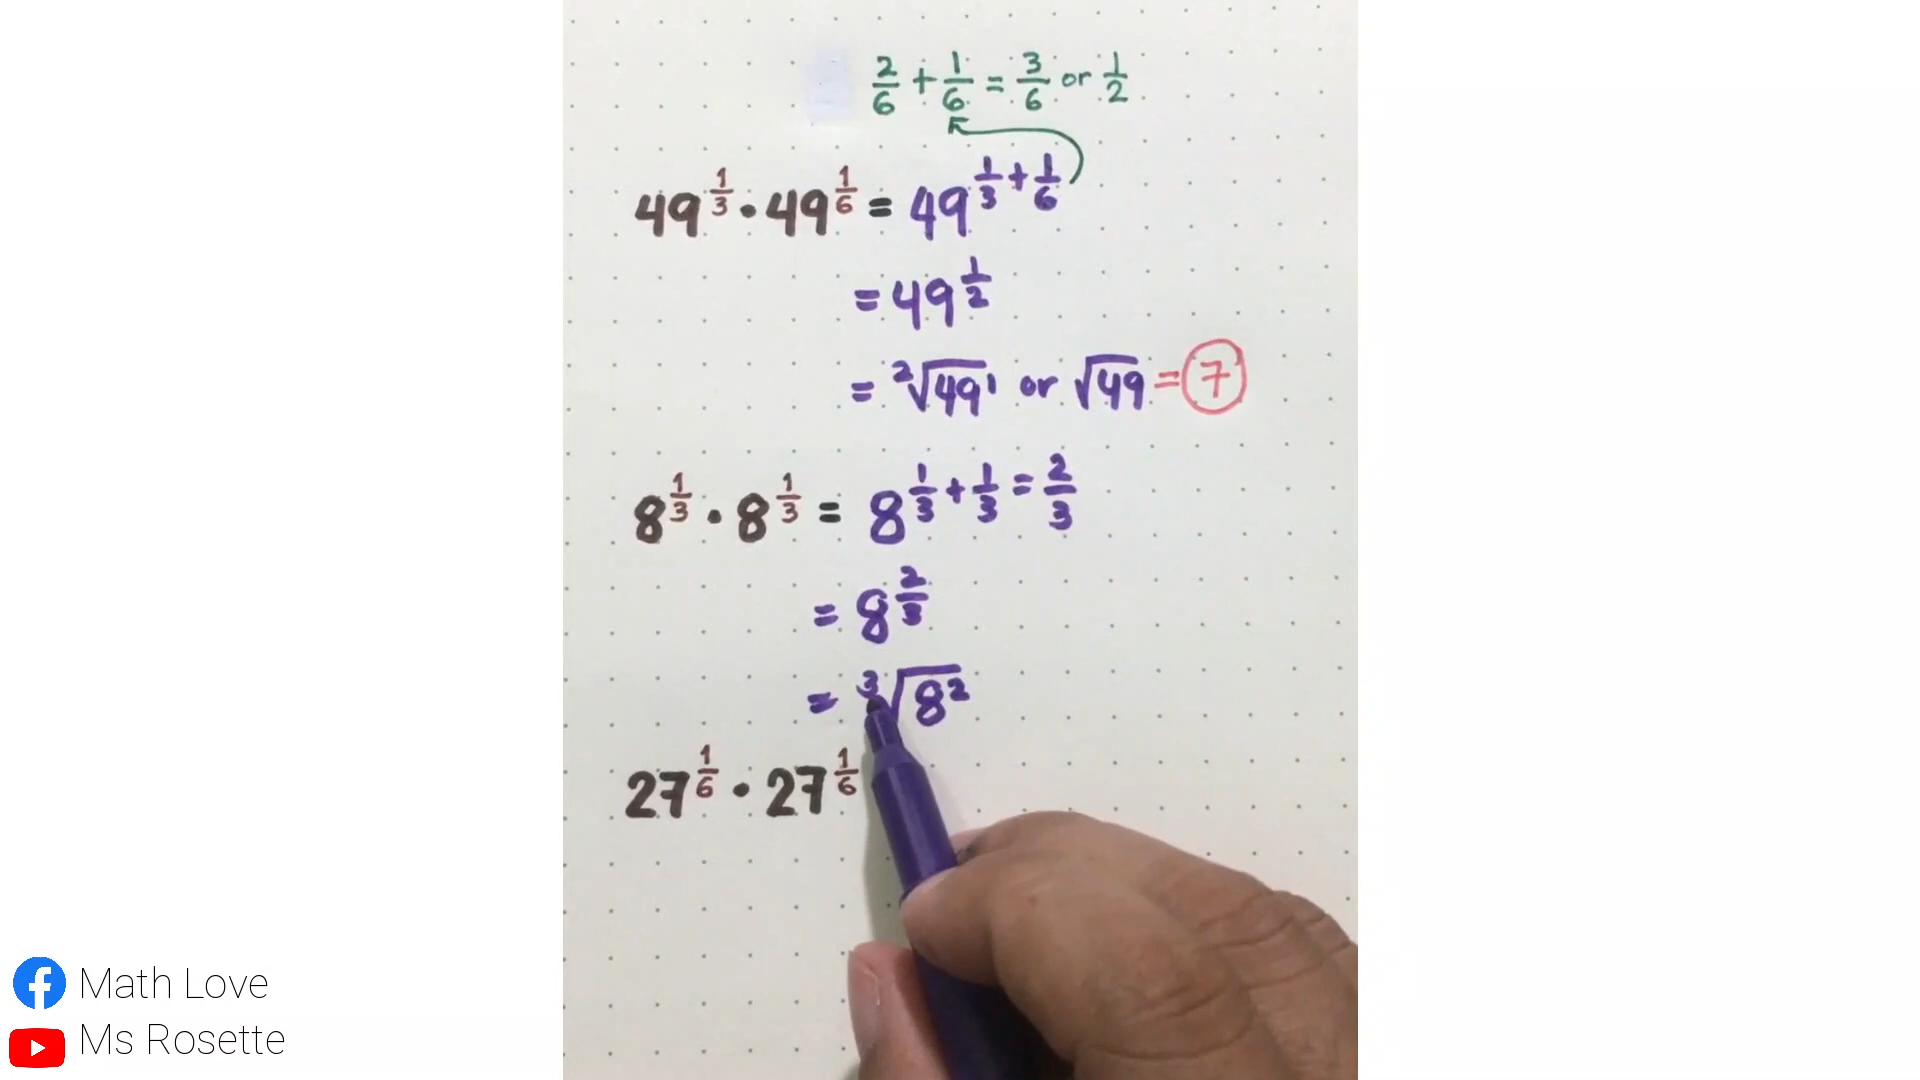 2/6 + 1/6 = 3/6 or 1/2
49^(1/3) · 49^(1/6) = 49^(1/3 + 1/6)
= 49^(1/2)
= ²√49¹ or √49 = 7
8^(1/3) · 8^(1/3) = 8^(1/3 + 1/3 = 2/3)
= 8^(2/3)
= ³√8²
27^(1/6) · 27^(1/6)
Math Love
Ms Rosette